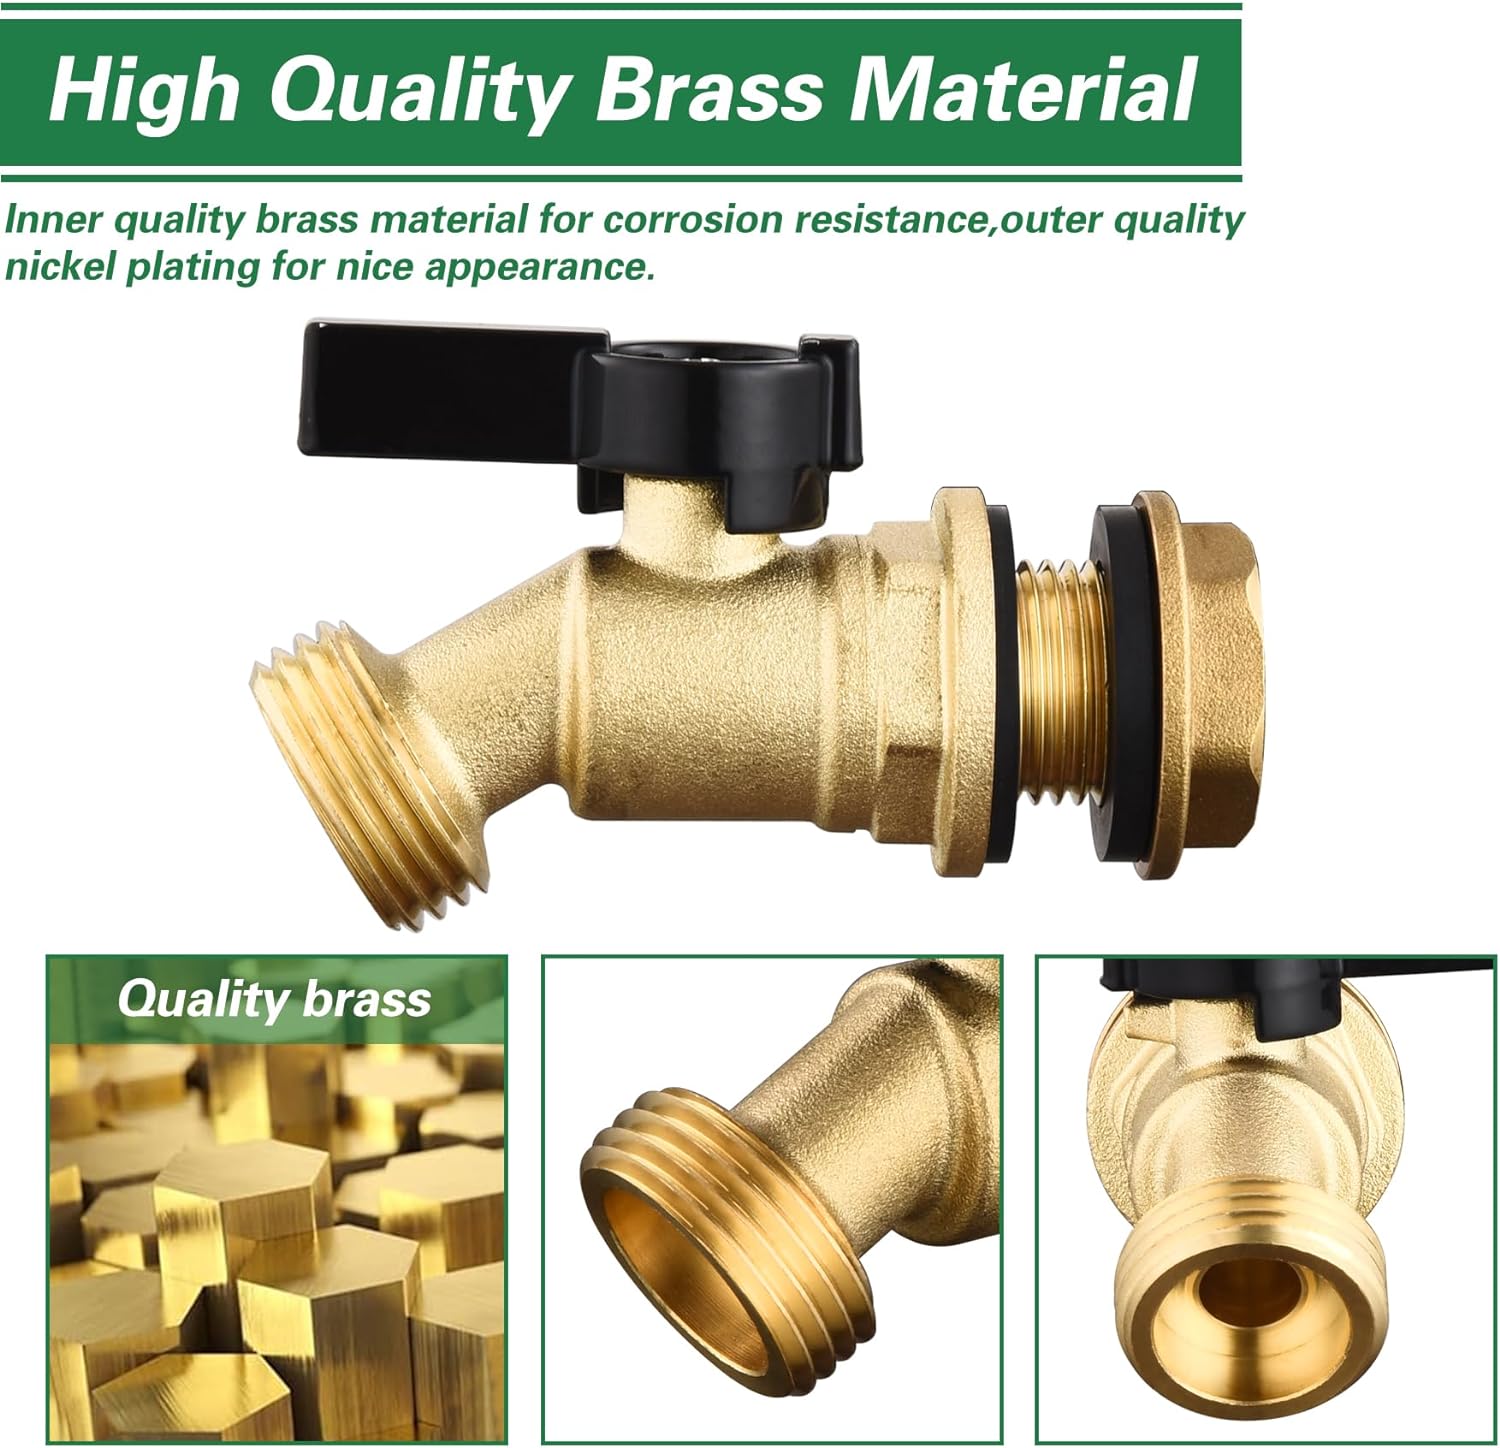 High Quality Brass Material
Inner quality brass material for corrosion resistance,outer quality
nickel plating for nice appearance.
Quality brass